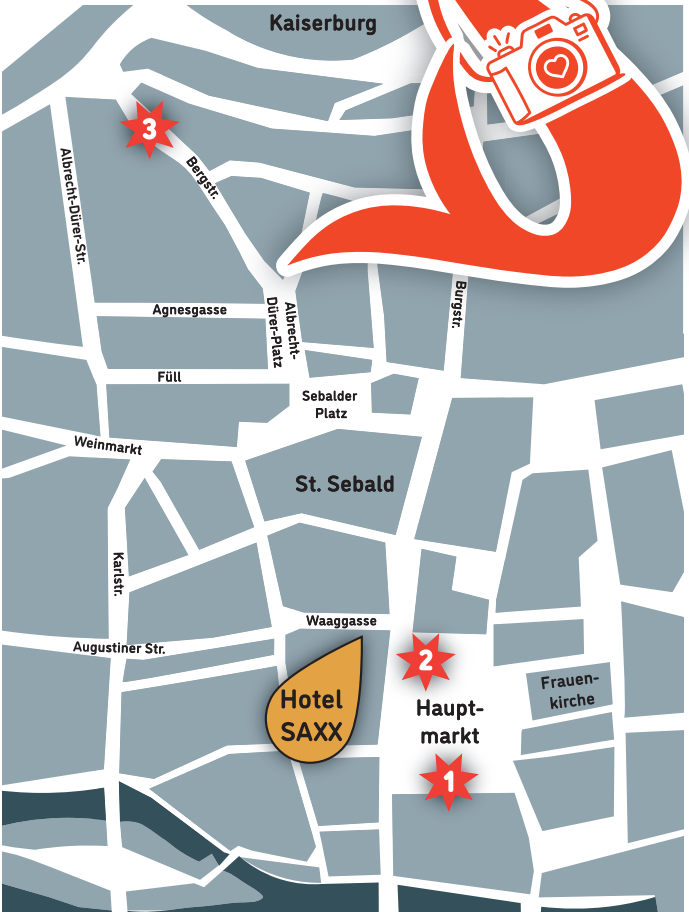 Kaiserburg
3
Albrecht-Dürer-Str.
Bergstr.
Burgstr.
Agnesgasse
Albrecht-
Dürer-Platz
Füll
Sebalder
Platz
Weinmarkt
St. Sebald
Karlstr.
Waaggasse
Augustiner Str.
2
Frauen-
kirche
Hotel
SAXX
Haupt-
markt
1